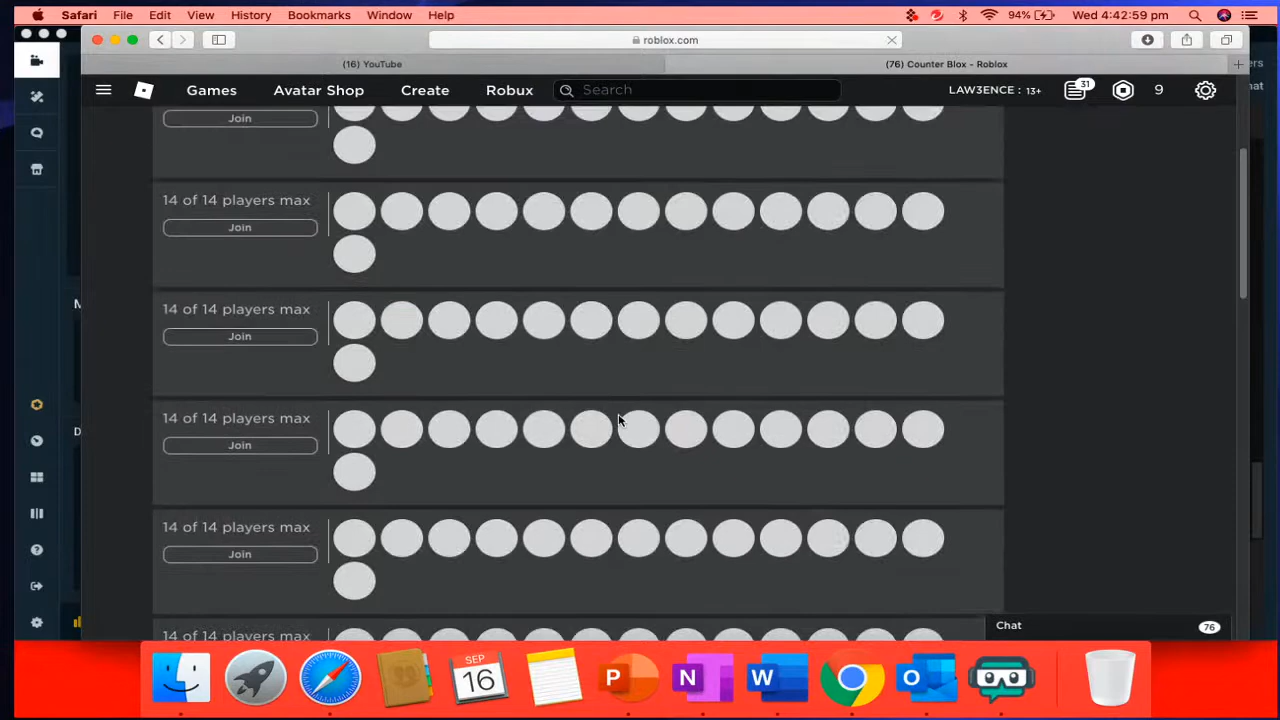 Safari File Edit View History Bookmarks Window Help 94% Wed 4:42:59 pm
roblox.com
(16) YouTube (76) Counter Blox - Roblox
Games Avatar Shop Create Robux Search LAW3ENCE : 13+ 31 9
Join
14 of 14 players max
Join
14 of 14 players max
Join
14 of 14 players max
Join
14 of 14 players max
Join
14 of 14 players max
Chat 76
SEP
16
P N W O